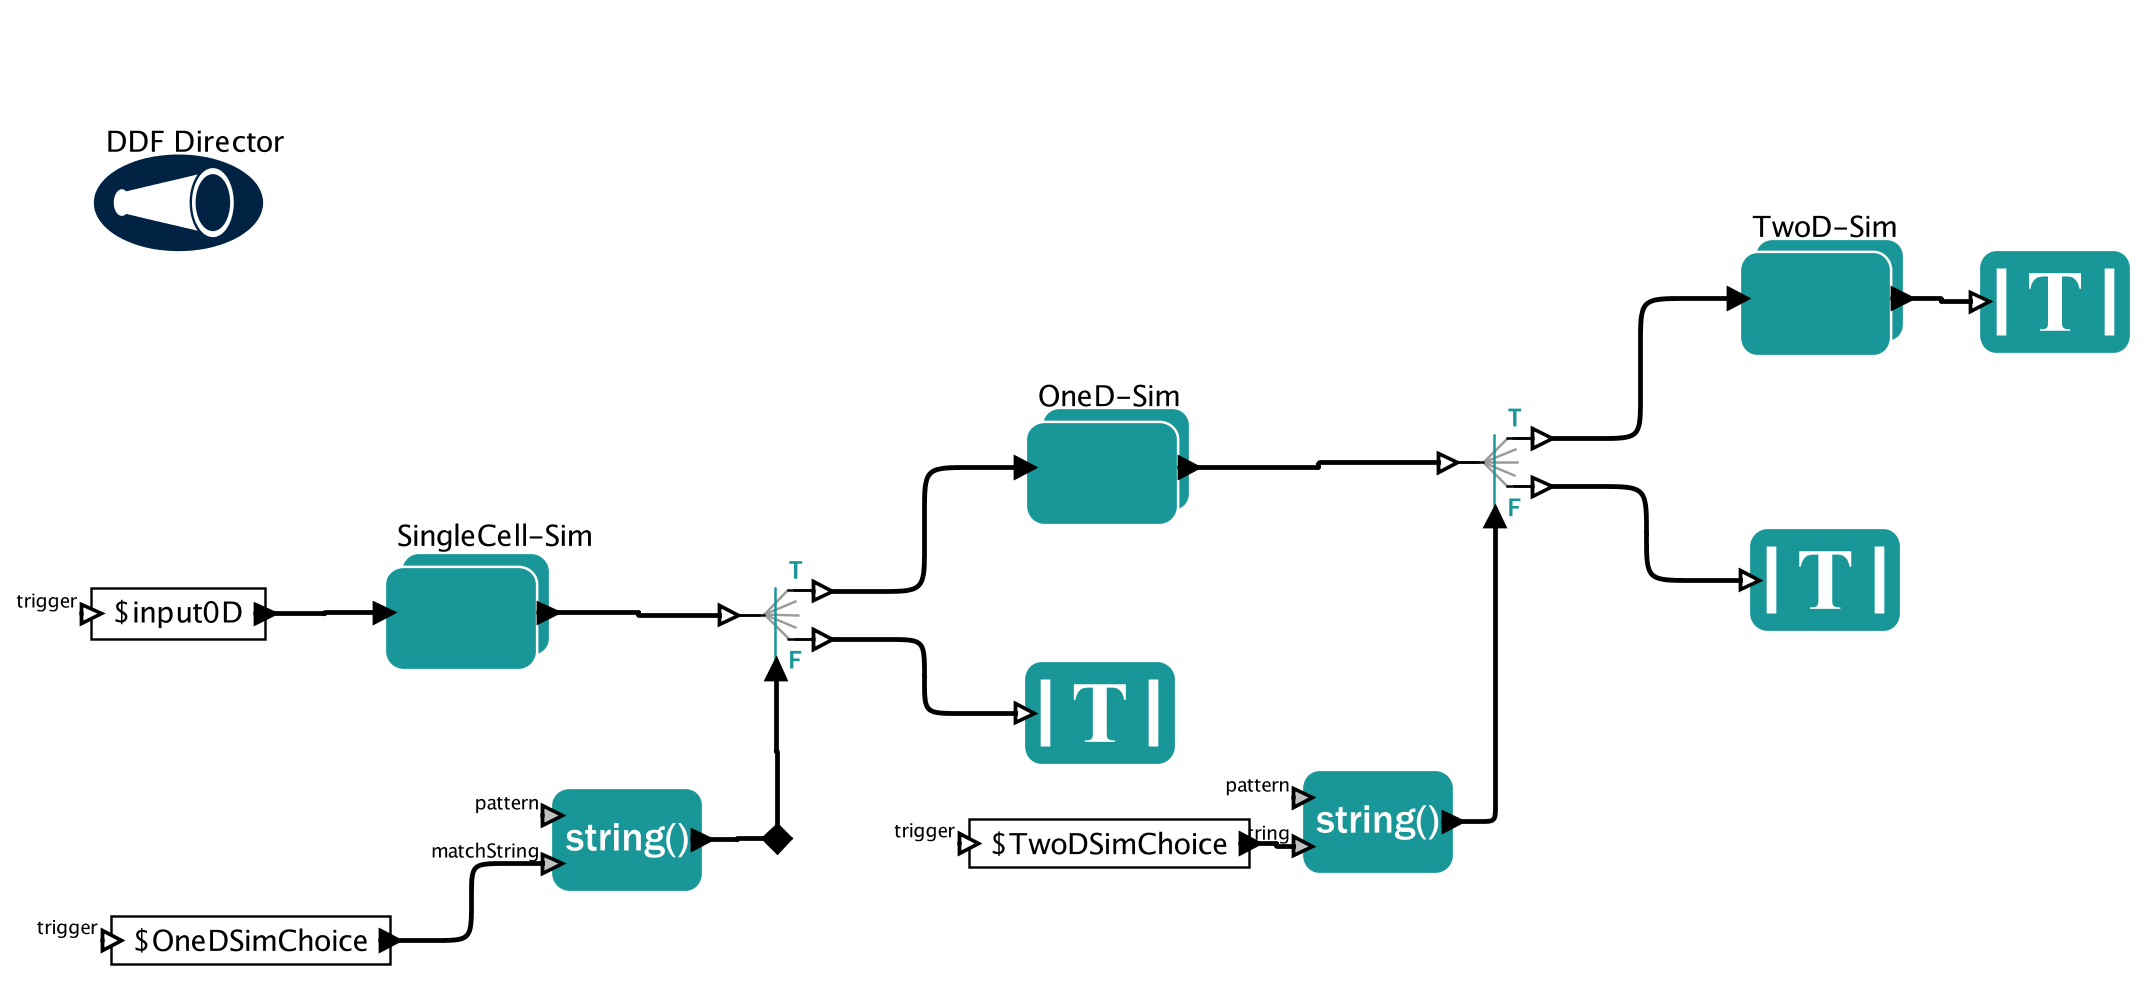 DDF Director
TwoD-Sim
T
OneD-Sim
T
F
SingleCell-Sim
T
trigger
$input0D
T
F
T
pattern
string()
matchString
pattern
string()
trigger
$TwoDSimChoice
trigger
$OneDSimChoice